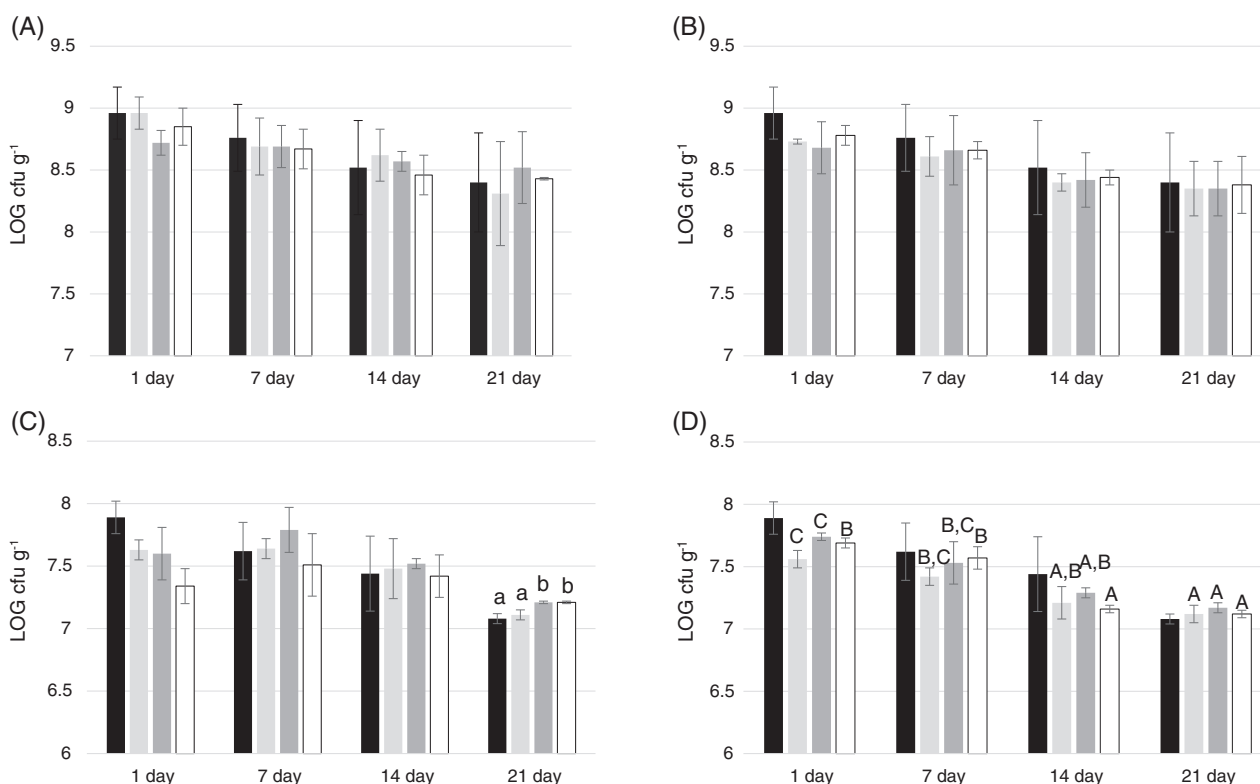 (A)
9.5
9
8.5
8
7.5
7
LOG cfu g⁻¹
1 day 7 day 14 day 21 day
(B)
9.5
9
8.5
8
7.5
7
LOG cfu g⁻¹
1 day 7 day 14 day 21 day
(C)
8.5
8
7.5
7
6.5
6
LOG cfu g⁻¹
a a b b
1 day 7 day 14 day 21 day
(D)
8.5
8
7.5
7
6.5
6
LOG cfu g⁻¹
C C B B,C B,C B A,B A,B A A A A
1 day 7 day 14 day 21 day